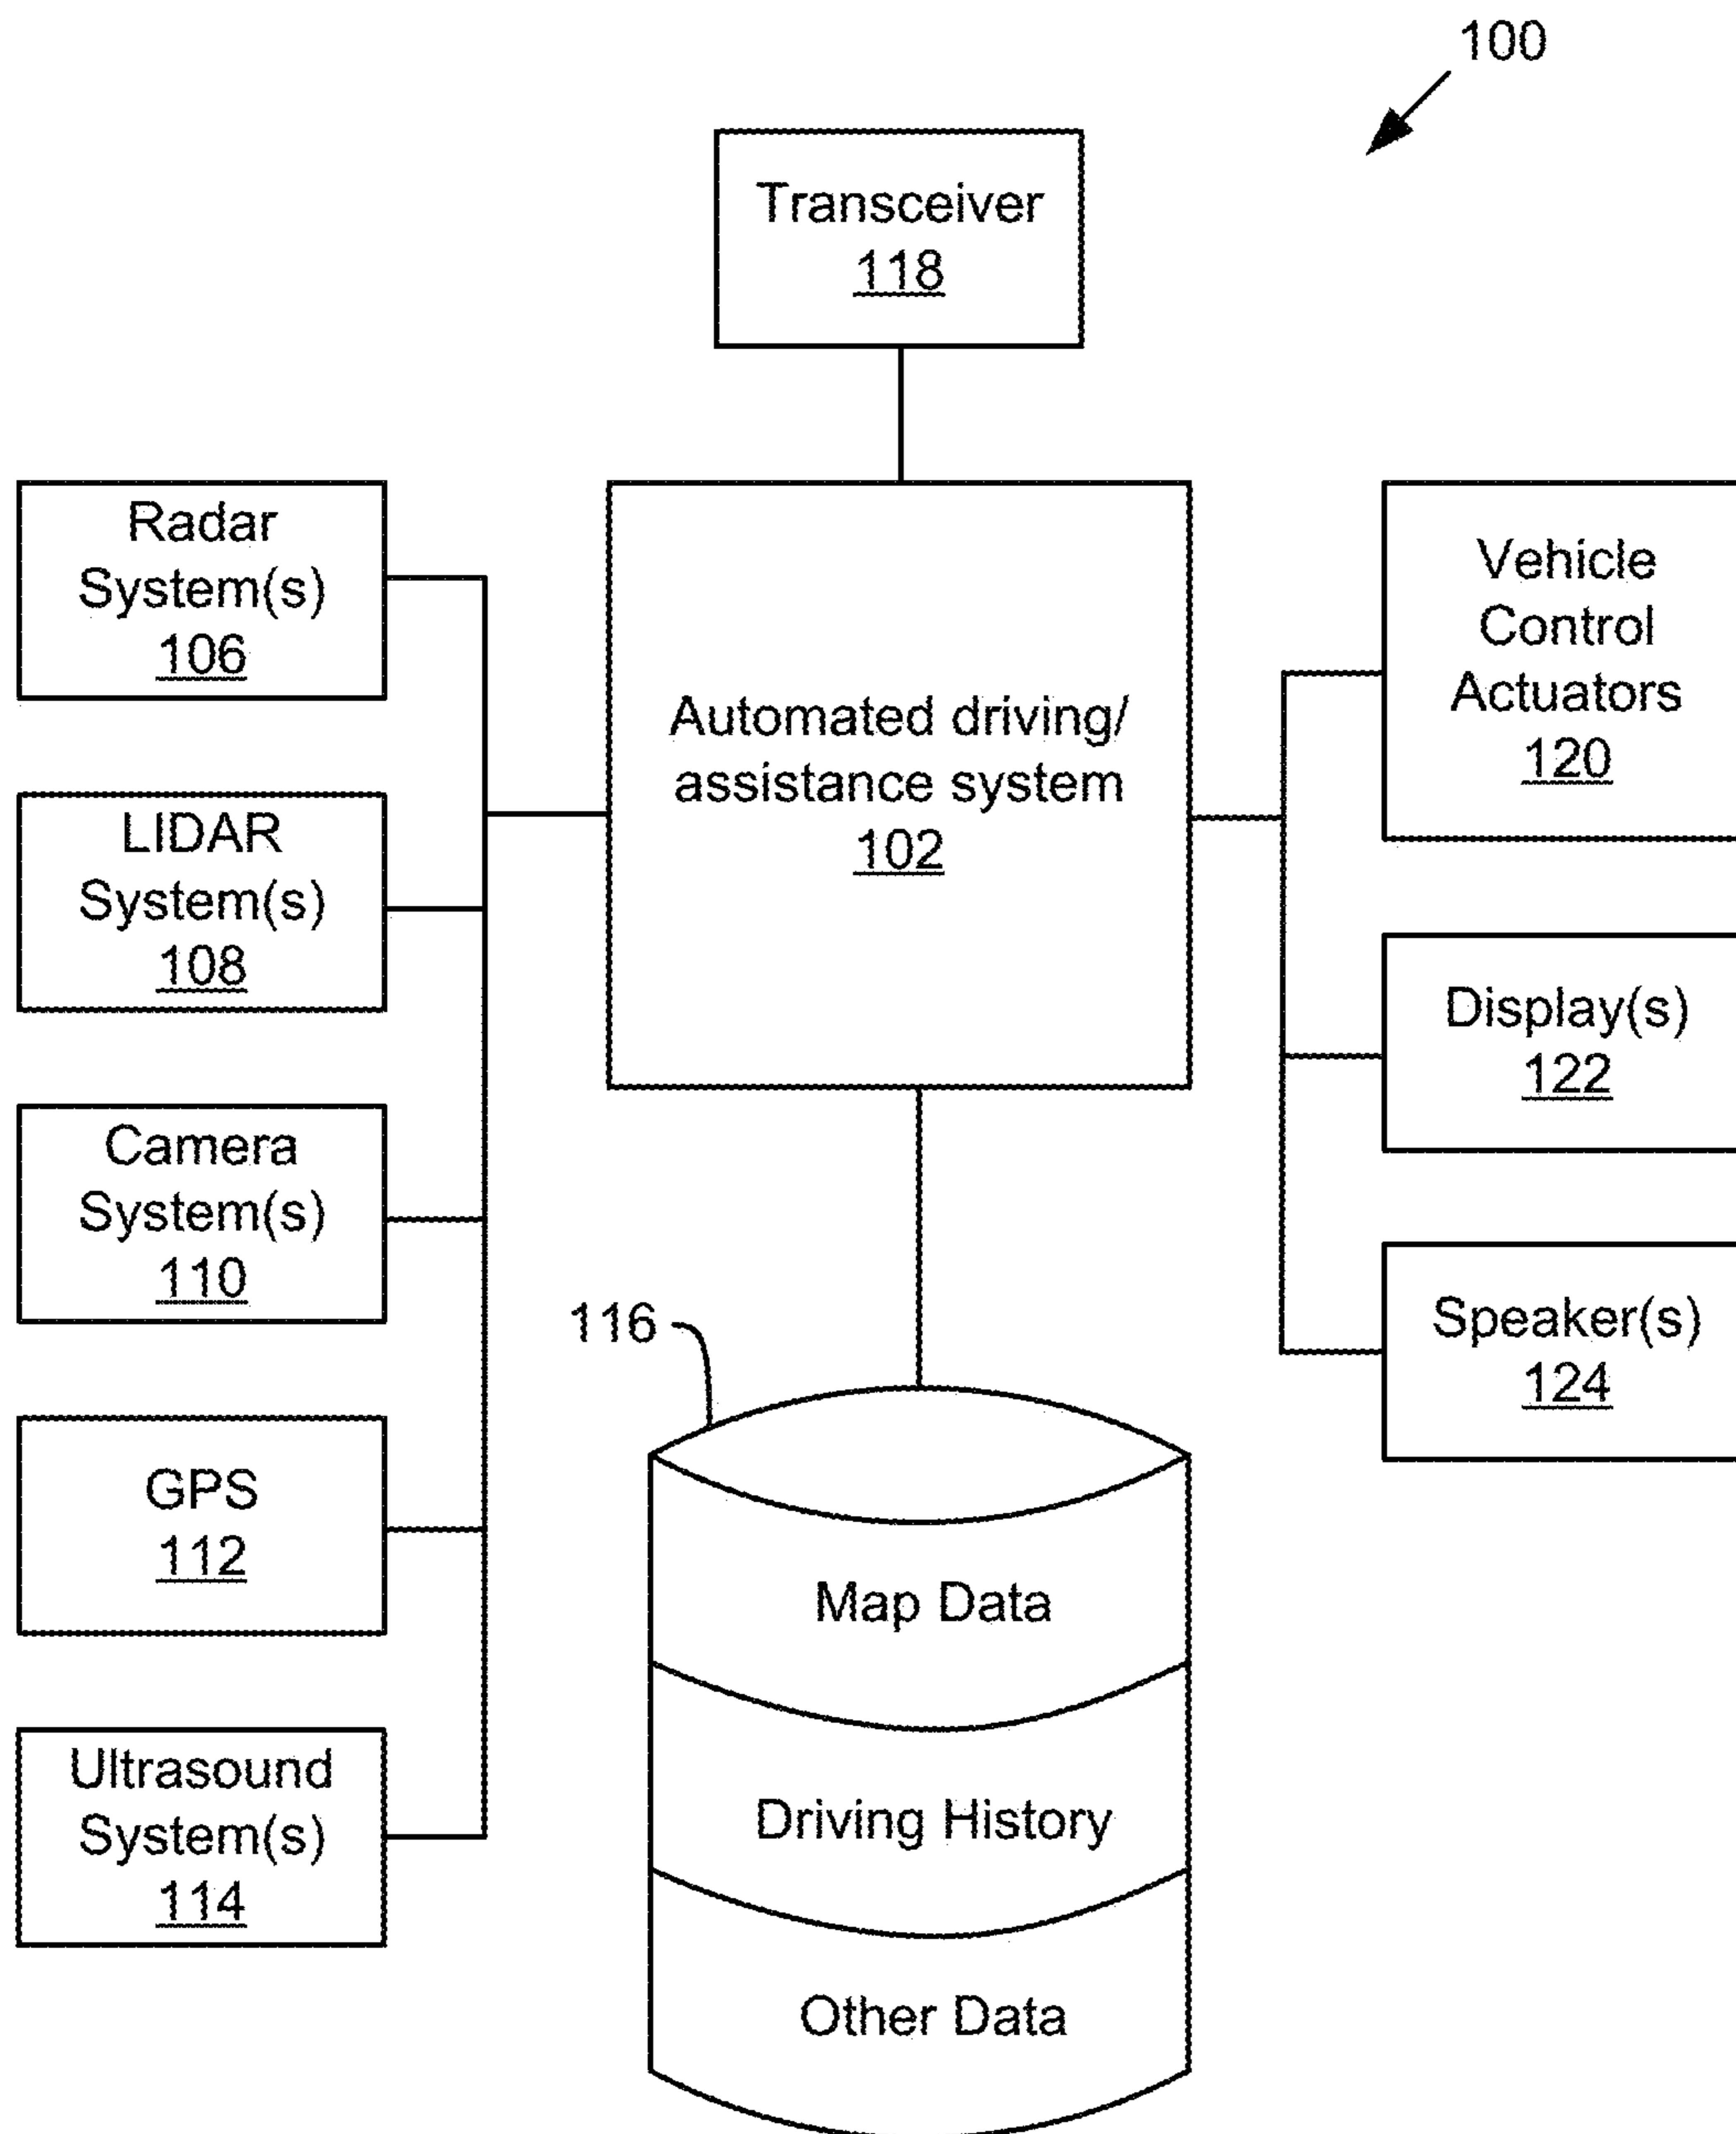 100
Transceiver
118
Radar
System(s)
106
LIDAR
System(s)
108
Camera
System(s)
110
GPS
112
Ultrasound
System(s)
114
Automated driving/
assistance system
102
116
Map Data
Driving History
Other Data
Vehicle
Control
Actuators
120
Display(s)
122
Speaker(s)
124